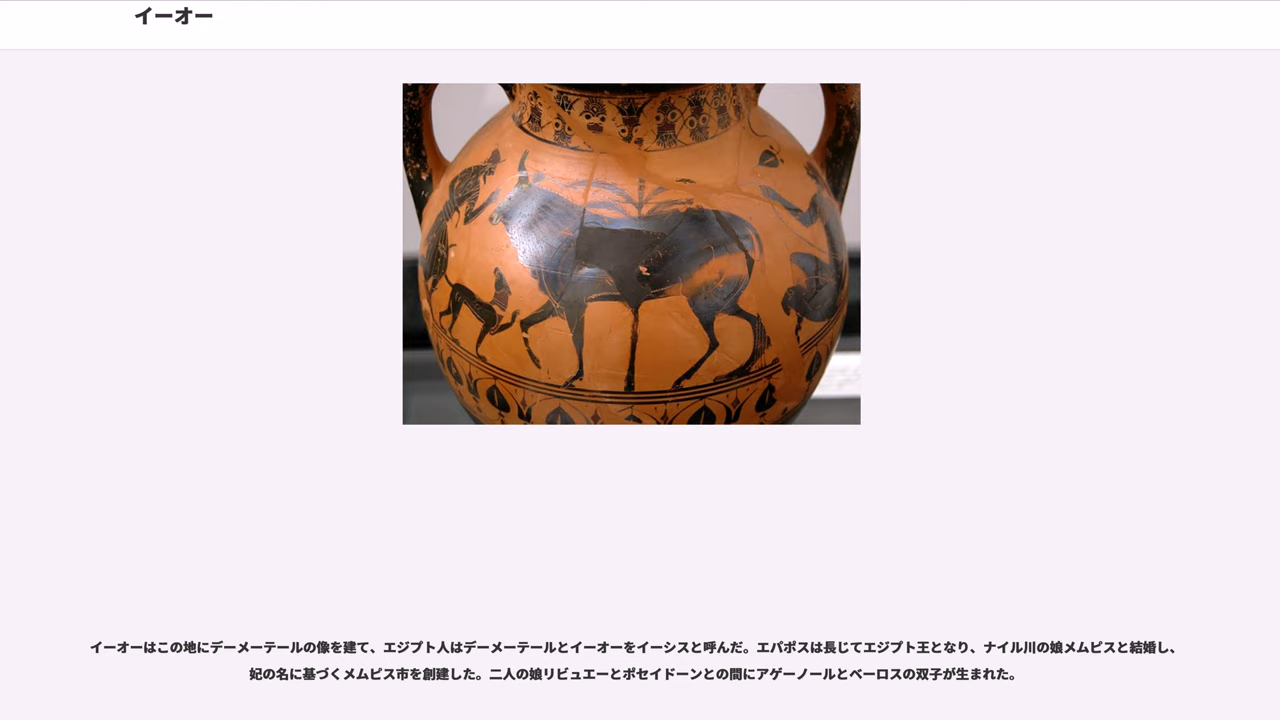 イーオー
イーオーはこの地にデーメーテールの像を建て、エジプト人はデーメーテールとイーオーをイーシスと呼んだ。エパポスは長じてエジプト王となり、ナイル川の娘メムピスと結婚し、
妃の名に基づくメムピス市を創建した。二人の娘リビュエーとポセイドーンとの間にアゲーノールとベーロスの双子が生まれた。